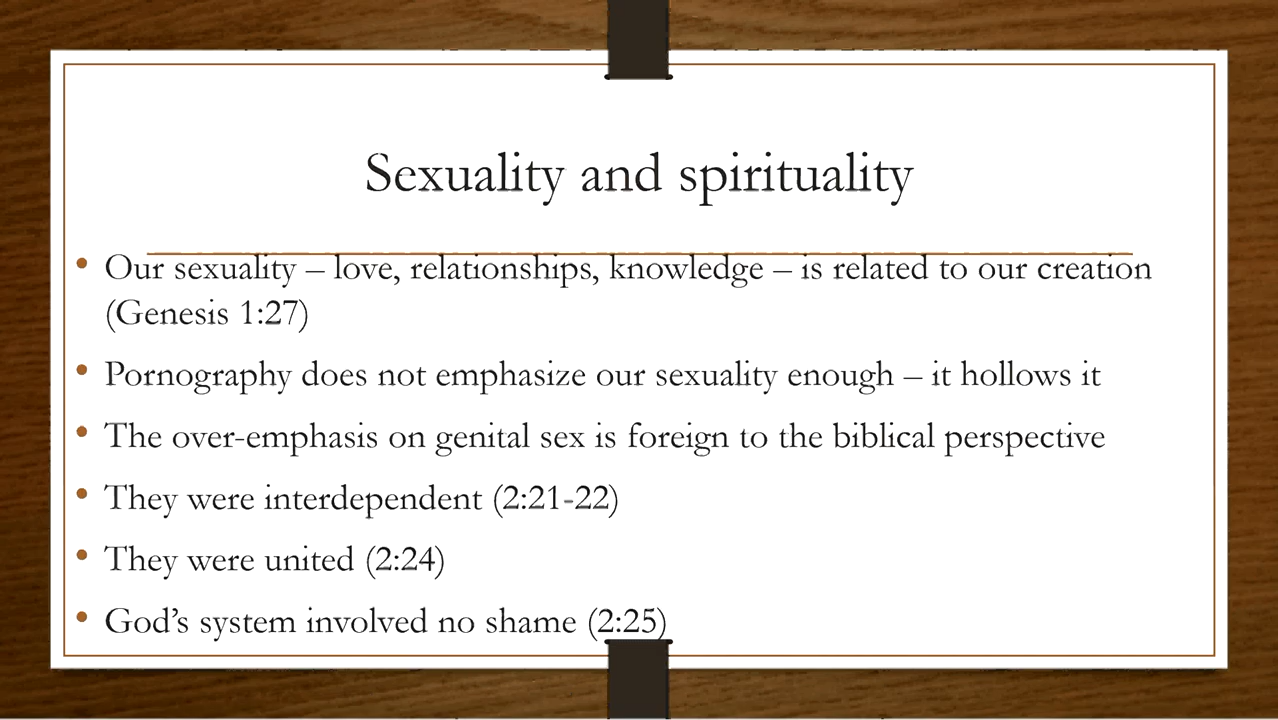 Sexuality and spirituality
• Our sexuality – love, relationships, knowledge – is related to our creation
(Genesis 1:27)
• Pornography does not emphasize our sexuality enough – it hollows it
• The over-emphasis on genital sex is foreign to the biblical perspective
• They were interdependent (2:21-22)
• They were united (2:24)
• God’s system involved no shame (2:25)